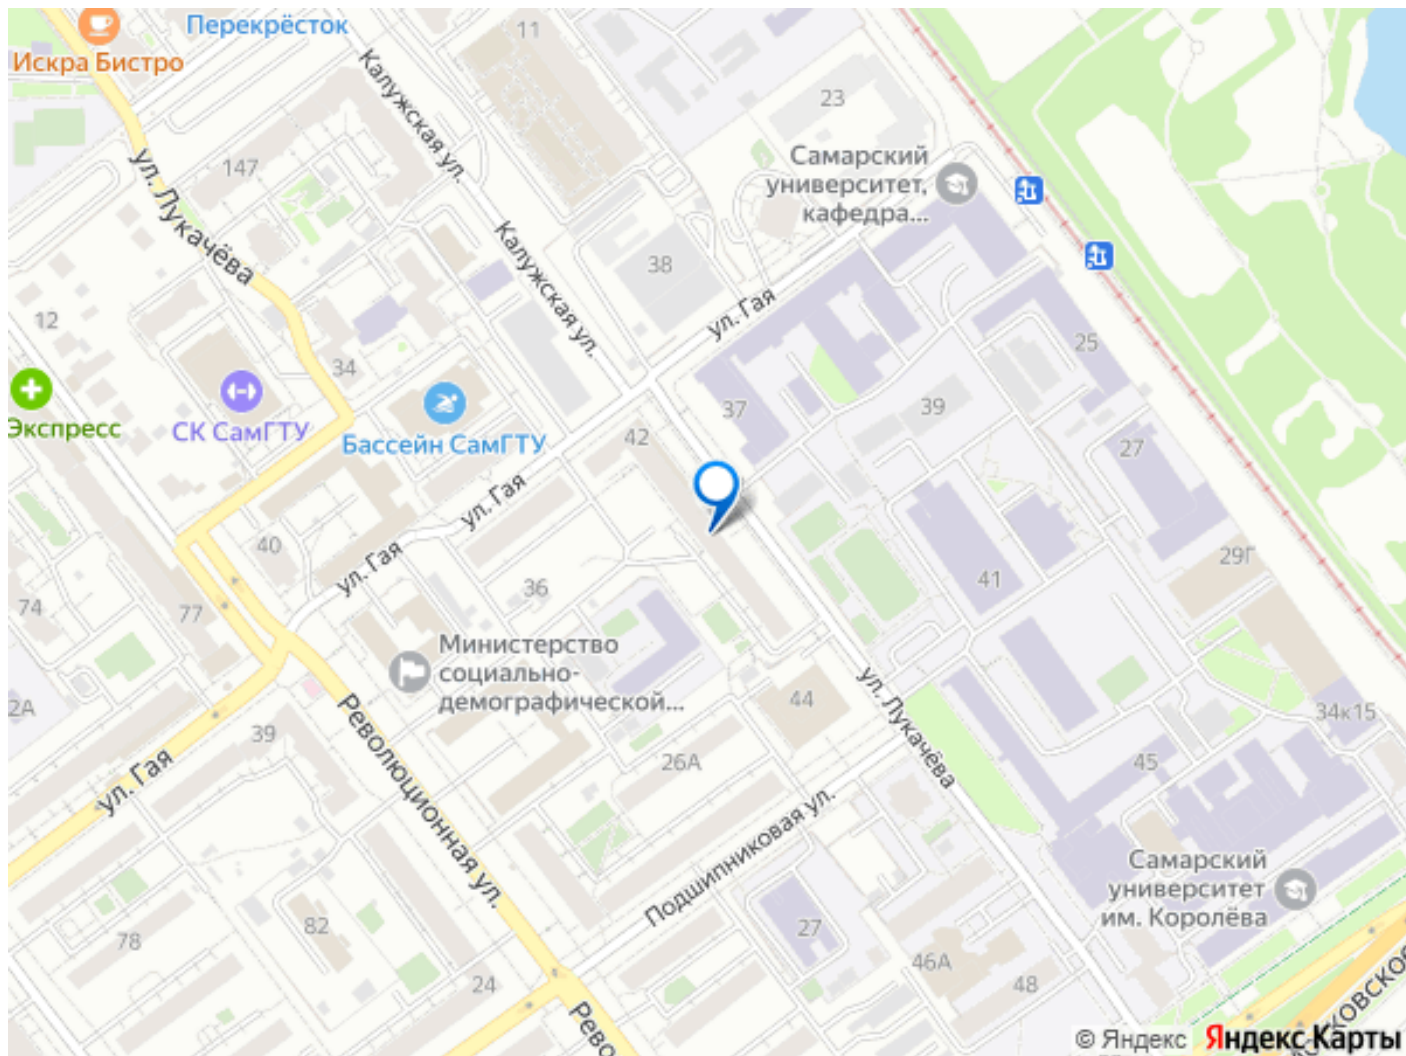 Перекрёсток
11
Искра Бистро
Калужская ул.
23
147
ул. Лукачёва
Самарский
университет,
кафедра...
Калужская ул.
38
ул. Гая
12
34
25
Экспресс
СК СамГТУ
Бассейн СамГТУ
42
37
39
27
ул. Гая
40
ул. Гая
36
41
29Г
74
77
Министерство
социально-
демографической...
44
ул. Лукачёва
34к15
2А
39
Революционная ул.
26А
45
ул. Гая
Подшипниковая ул.
Самарский
университет
им. Королёва
78
82
27
46А
24
48
Рево
КОВСКОЕ
© Яндекс Яндекс Карты